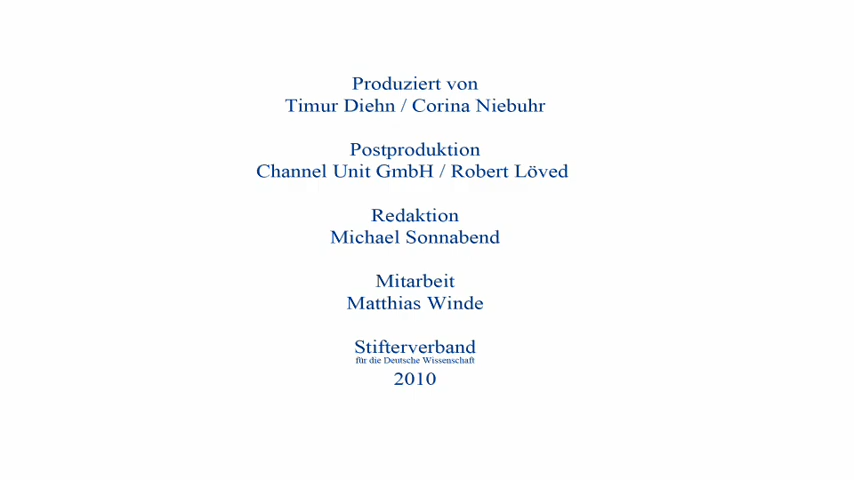 Produziert von
Timur Diehn / Corina Niebuhr
Postproduktion
Channel Unit GmbH / Robert Löved
Redaktion
Michael Sonnabend
Mitarbeit
Matthias Winde
Stifterverband
für die Deutsche Wissenschaft
2010